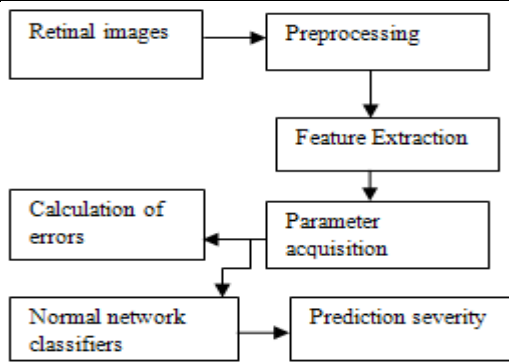 Retinal images
Preprocessing
Feature Extraction
Parameter
acquisition
Calculation of
errors
Normal network
classifiers
Prediction severity